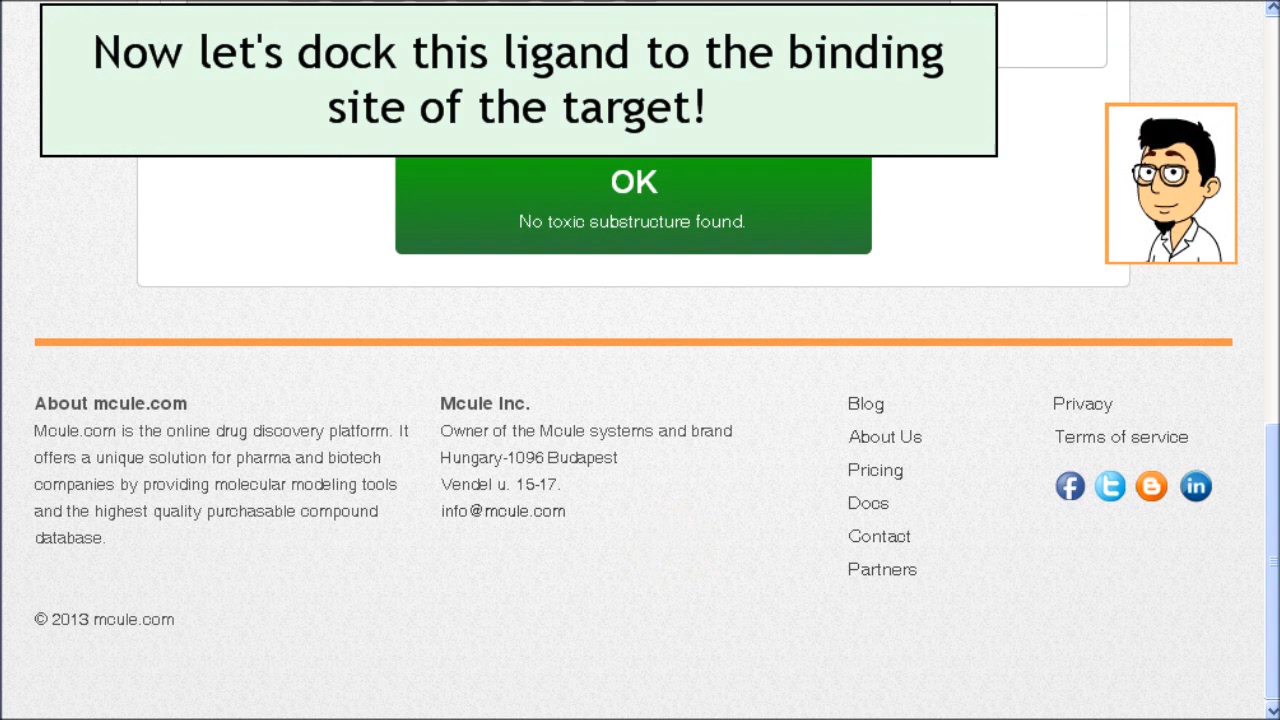 Now let's dock this ligand to the binding
site of the target!
OK
No toxic substructure found.
About mcule.com
Mcule.com is the online drug discovery platform. It
offers a unique solution for pharma and biotech
companies by providing molecular modeling tools
and the highest quality purchasable compound
database.
Mcule Inc.
Owner of the Mcule systems and brand
Hungary-1096 Budapest
Vendel u. 15-17.
info@mcule.com
Blog
About Us
Pricing
Docs
Contact
Partners
Privacy
Terms of service
© 2013 mcule.com